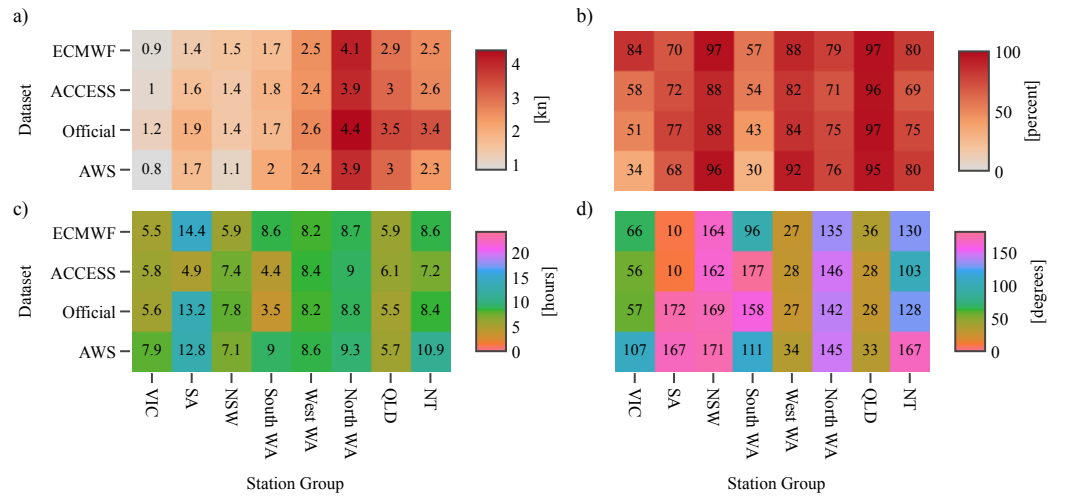 a)
b)
ECMWF 0.9 1.4 1.5 1.7 2.5 4.1 2.9 2.5
84 70 97 57 88 79 97 80
ACCESS 1 1.6 1.4 1.8 2.4 3.9 3 2.6
58 72 88 54 82 71 96 69
Official 1.2 1.9 1.4 1.7 2.6 4.4 3.5 3.4
51 77 88 43 84 75 97 75
AWS 0.8 1.7 1.1 2 2.4 3.9 3 2.3
34 68 96 30 92 76 95 80
Dataset
4
3
2
1
[kn]
100
50
0
[percent]
c)
d)
ECMWF 5.5 14.4 5.9 8.6 8.2 8.7 5.9 8.6
66 10 164 96 27 135 36 130
ACCESS 5.8 4.9 7.4 4.4 8.4 9 6.1 7.2
56 10 162 177 28 146 28 103
Official 5.6 13.2 7.8 3.5 8.2 8.8 5.5 8.4
57 172 169 158 27 142 28 128
AWS 7.9 12.8 7.1 9 8.6 9.3 5.7 10.9
107 167 171 111 34 145 33 167
Dataset
20
15
10
5
0
[hours]
150
100
50
0
[degrees]
VIC
SA
NSW
South WA
West WA
North WA
QLD
NT
Station Group
VIC
SA
NSW
South WA
West WA
North WA
QLD
NT
Station Group